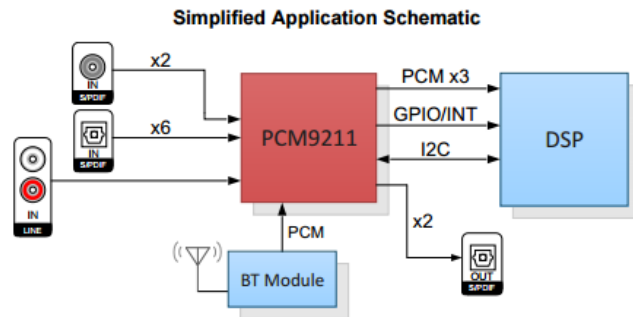 Simplified Application Schematic
x2
IN
S/PDIF
x6
IN
S/PDIF
IN
LINE
PCM9211
PCM x3
GPIO/INT
I2C
DSP
x2
PCM
BT Module
OUT
S/PDIF